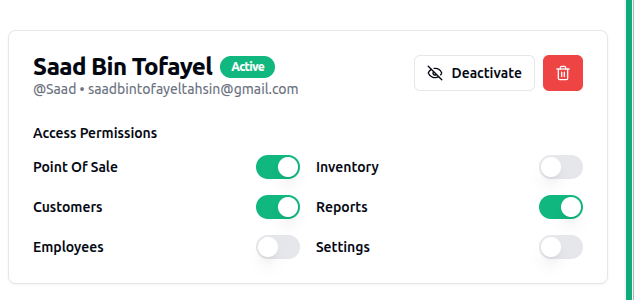 Saad Bin Tofayel Active
@Saad • saadbintofayeltahsin@gmail.com
Deactivate
Access Permissions
Point Of Sale
Inventory
Customers
Reports
Employees
Settings